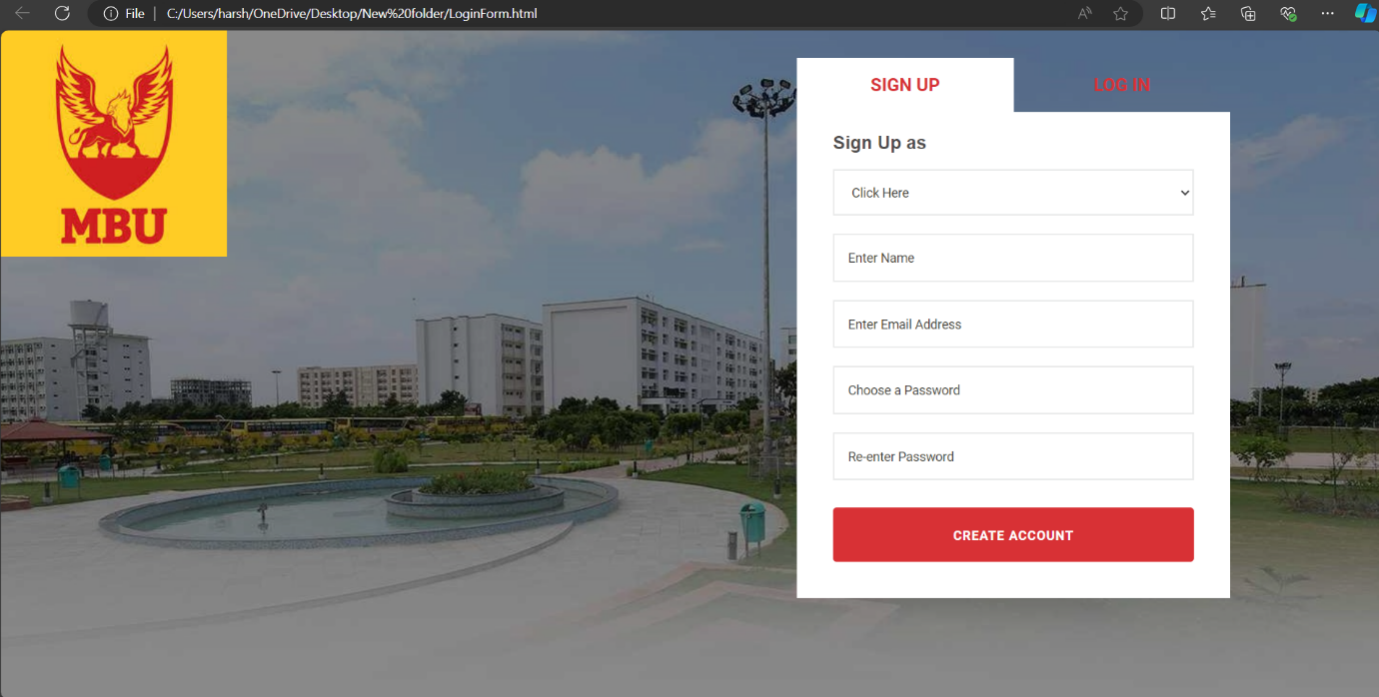 File | C:/Users/harsh/OneDrive/Desktop/New%20folder/LoginForm.html
MBU
SIGN UP
LOG IN
Sign Up as
Click Here
Enter Name
Enter Email Address
Choose a Password
Re-enter Password
CREATE ACCOUNT